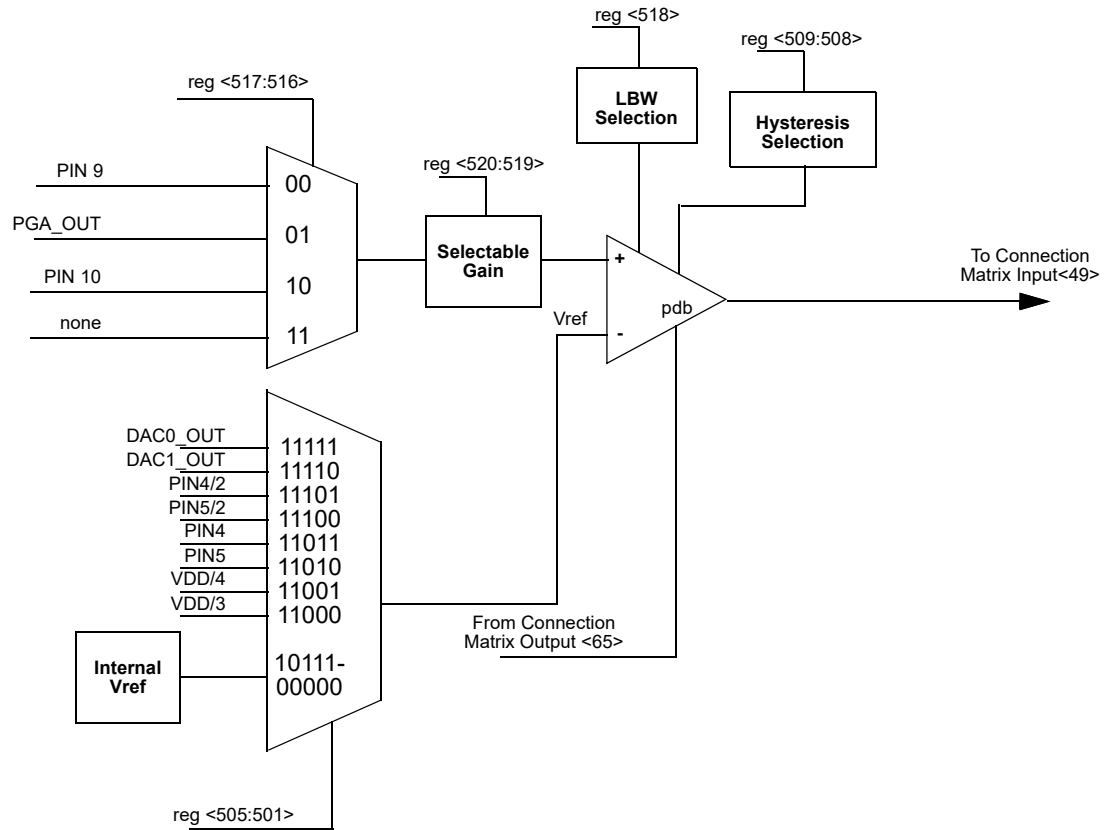 reg <518>
reg <509:508>
reg <517:516>
LBW
Selection
Hysteresis
Selection
reg <520:519>
PIN 9
00
PGA_OUT
01
PIN 10
10
none
11
Selectable
Gain
+
-
pdb
Vref
To Connection
Matrix Input<49>
DAC0_OUT
11111
DAC1_OUT
11110
PIN4/2
11101
PIN5/2
11100
PIN4
11011
PIN5
11010
VDD/4
11001
VDD/3
11000
From Connection
Matrix Output <65>
Internal
Vref
10111-
00000
reg <505:501>